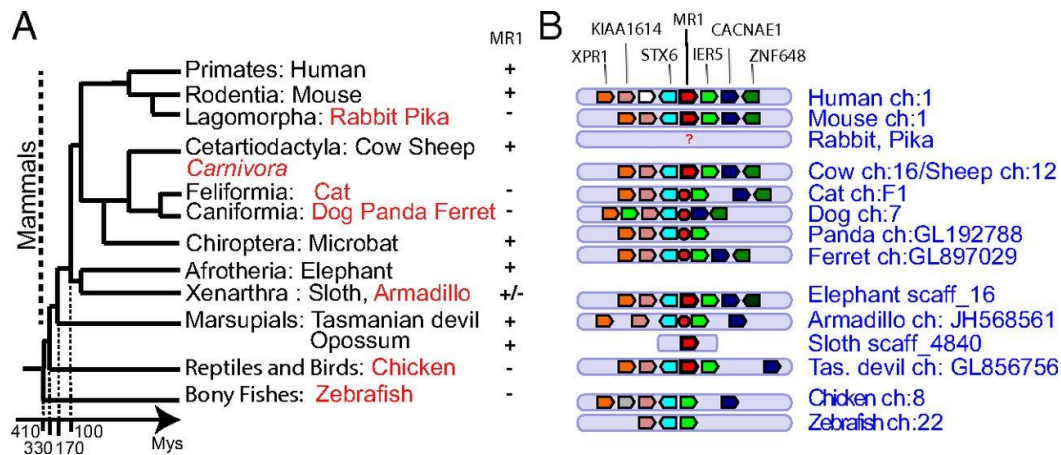 A
MR1
Mammals
Primates: Human +
Rodentia: Mouse +
Lagomorpha: Rabbit Pika -
Cetartiodactyla: Cow Sheep +
Carnivora
Feliformia: Cat -
Caniformia: Dog Panda Ferret -
Chiroptera: Microbat +
Afrotheria: Elephant +
Xenarthra : Sloth, Armadillo +/-
Marsupials: Tasmanian devil +
Opossum +
Reptiles and Birds: Chicken -
Bony Fishes: Zebrafish -
410 100
330 170 Mys
B
MR1
KIAA1614 CACNAE1
XPR1 STX6 IER5 ZNF648
Human ch:1
Mouse ch:1
? Rabbit, Pika
Cow ch:16/Sheep ch:12
Cat ch:F1
Dog ch:7
Panda ch:GL192788
Ferret ch:GL897029
Elephant scaff_16
Armadillo ch: JH568561
Sloth scaff_4840
Tas. devil ch: GL856756
Chicken ch:8
Zebrafish ch:22